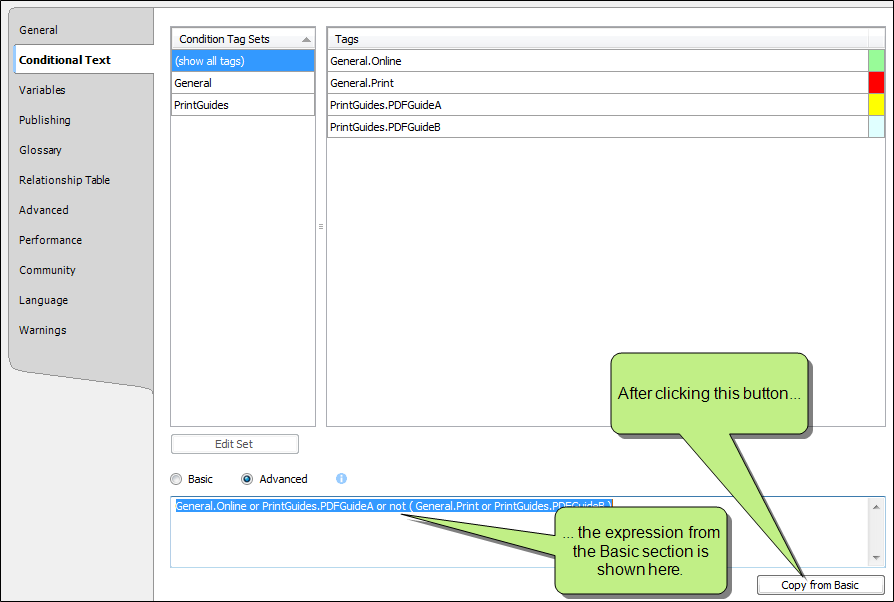 General
Conditional Text
Variables
Publishing
Glossary
Relationship Table
Advanced
Performance
Community
Language
Warnings
Condition Tag Sets
(show all tags)
General
PrintGuides
Tags
General.Online
General.Print
PrintGuides.PDFGuideA
PrintGuides.PDFGuideB
After clicking this button...
Edit Set
Basic
Advanced
General.Online or PrintGuides.PDFGuideA or not ( General.Print or PrintGuides.PDFGuideB )
... the expression from
the Basic section is
shown here.
Copy from Basic